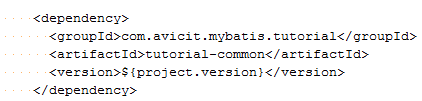 <dependency>
<groupId>com.avicit.mybatis.tutorial</groupId>
<artifactId>tutorial-common</artifactId>
<version>${project.version}</version>
</dependency>